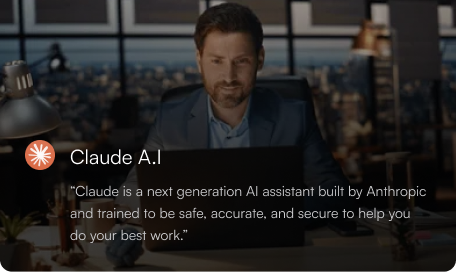 Claude A.I
“Claude is a next generation AI assistant built by Anthropic
and trained to be safe, accurate, and secure to help you
do your best work.”